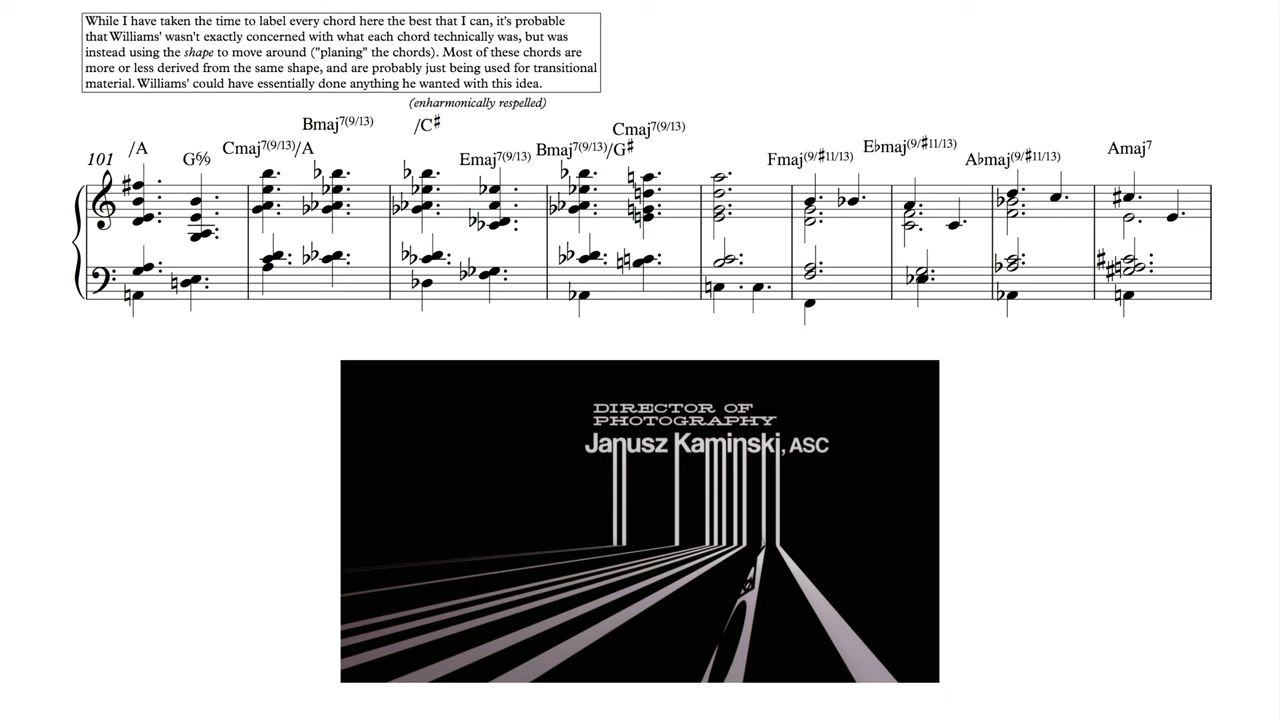 While I have taken the time to label every chord here the best that I can, it's probable
that Williams' wasn't exactly concerned with what each chord technically was, but was
instead using the shape to move around ("planing" the chords). Most of these chords are
more or less derived from the same shape, and are probably just being used for transitional
material. Williams' could have essentially done anything he wanted with this idea.
(enharmonically respelled)
101 /A G6/9 Cmaj7(9/13)/A Bmaj7(9/13) /C♯ Emaj7(9/13) Bmaj7(9/13)/G♯ Cmaj7(9/13) Fmaj(9/♯11/13) E♭maj(9/♯11/13) A♭maj(9/♯11/13) Amaj7
DIRECTOR OF
PHOTOGRAPHY
Janusz Kaminski, ASC